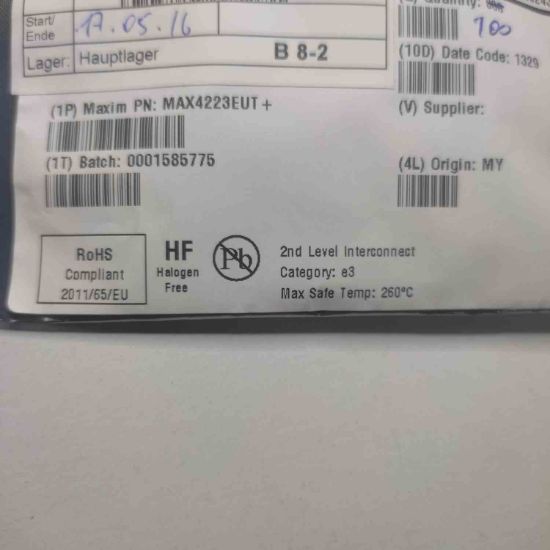 Quantity:
Start/
Ende
17.05.16
700
Lager: Hauptlager B 8-2
(10D) Date Code: 1329
(1P) Maxim PN: MAX4223EUT+
(V) Supplier:
(1T) Batch: 0001585775
(4L) Origin: MY
RoHS
Compliant
2011/65/EU
HF
Halogen
Free
Pb
2nd Level Interconnect
Category: e3
Max Safe Temp: 260°C